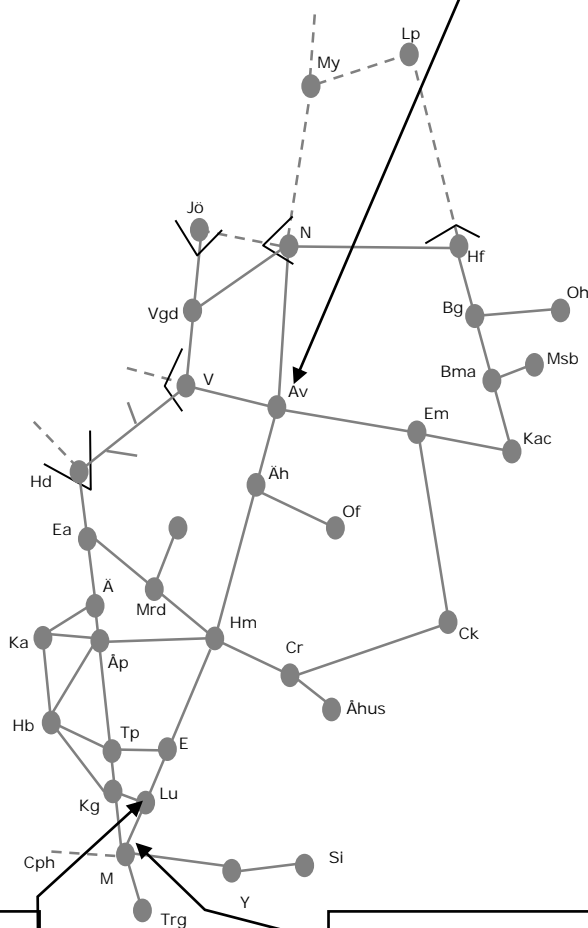 Lp
My
Jö
N
Hf
Vgd
Bg
Oh
V
Bma
Msb
Av
Em
Kac
Hd
Äh
Of
Ea
Ä
Mrd
Hm
Ck
Ka
Åp
Cr
Åhus
Hb
Tp
E
Kg
Lu
Cph
M
Si
Y
Trg